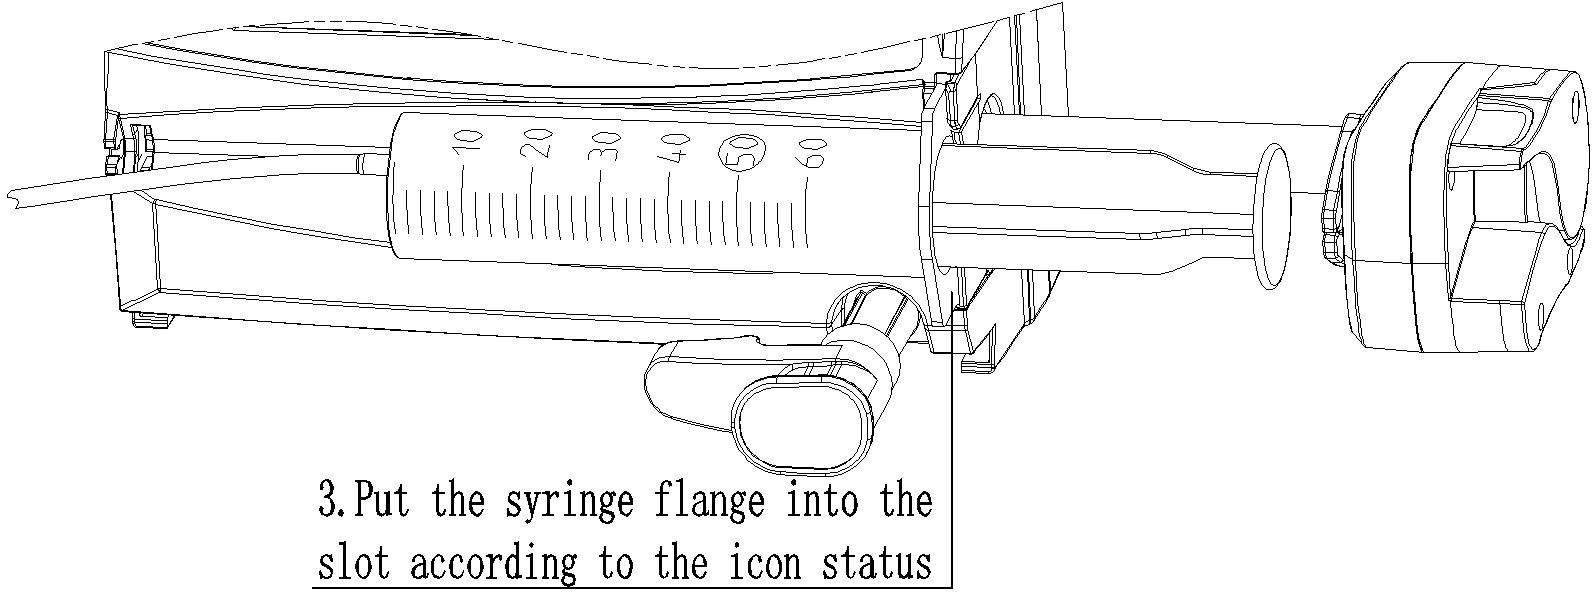 10 20 30 40 50 60
3.Put the syringe flange into the
slot according to the icon status